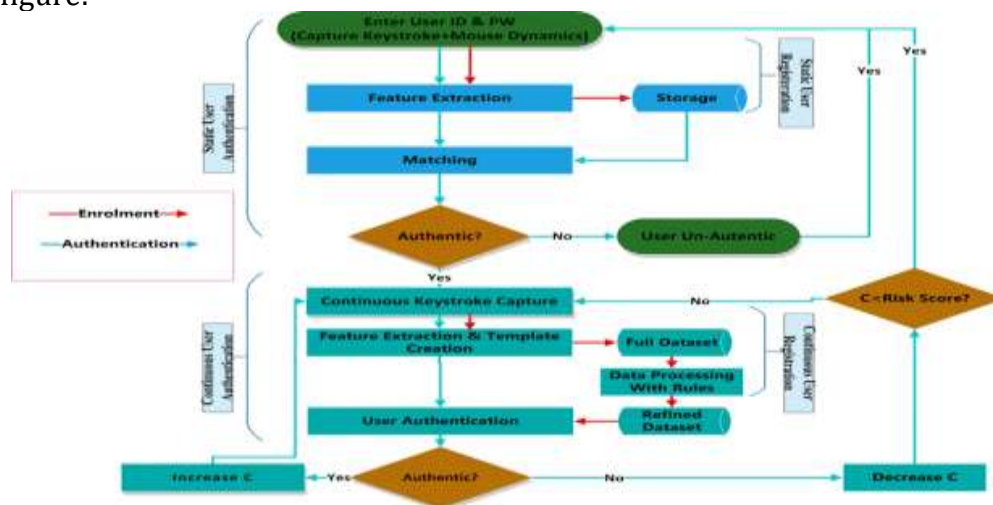 figure.
Enter User ID & PW
(Capture Keystroke+Mouse Dynamics)
Yes
Yes
Static User
Authentication
Static User
Registeration
Feature Extraction
Storage
Matching
Enrolment
Authentication
Authentic?
No
User Un-Autentic
Yes
C<Risk Score?
Continuous Keystroke Capture
No
Continuous User
Authentication
Feature Extraction & Template
Creation
Full Dataset
Continuous User
Registration
Data Processing
With Rules
User Authentication
Refined
Dataset
Increase C
Yes
Authentic?
No
Decrease C